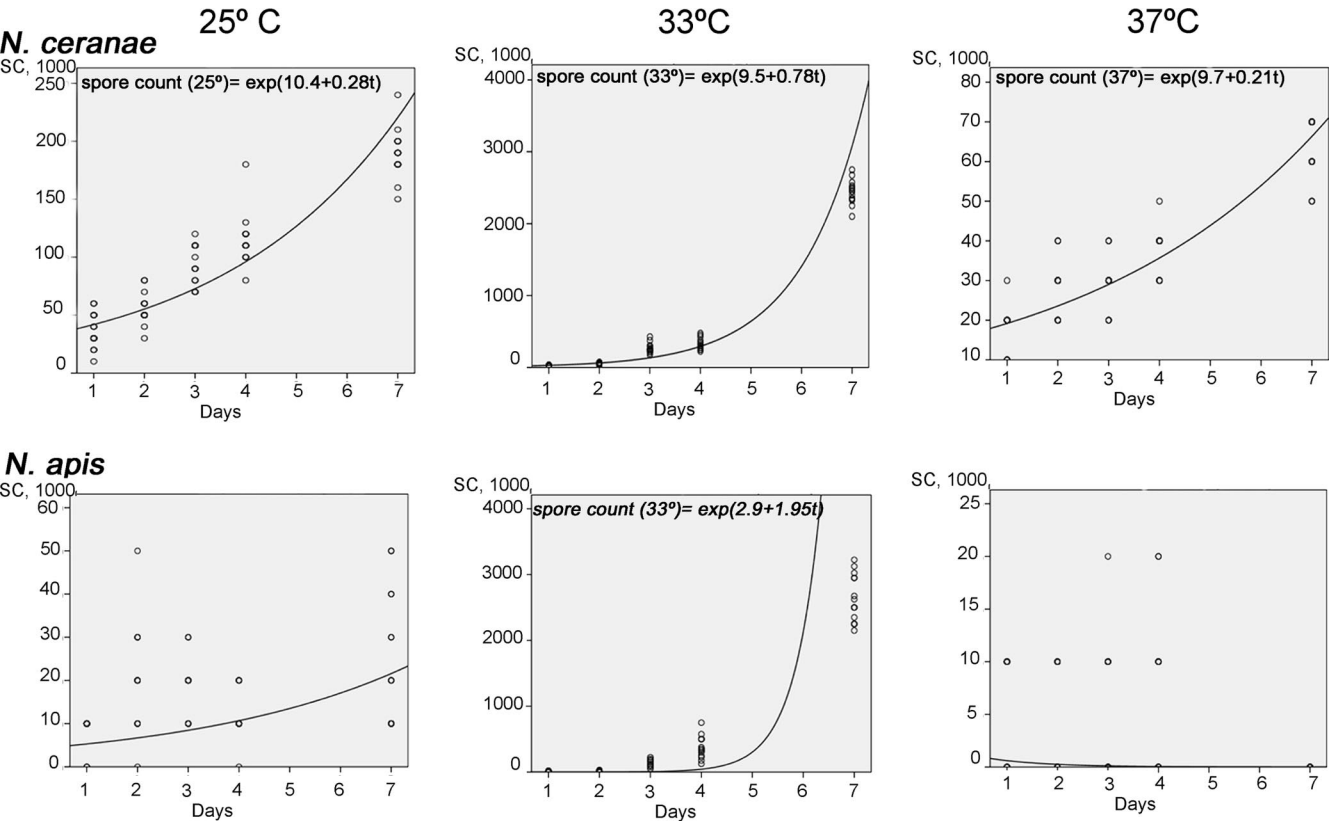 25º C
33ºC
37ºC
N. ceranae
SC, 1000
spore count (25º)= exp(10.4+0.28t)
250
200
150
100
50
0
1 2 3 4 5 6 7
Days
SC, 1000
spore count (33º)= exp(9.5+0.78t)
4000
3000
2000
1000
0
1 2 3 4 5 6 7
Days
SC, 1000
spore count (37º)= exp(9.7+0.21t)
80
70
60
50
40
30
20
10
1 2 3 4 5 6 7
Days
N. apis
SC, 1000
60
50
40
30
20
10
0
1 2 3 4 5 5 7
Days
SC, 1000
spore count (33º)= exp(2.9+1.95t)
4000
3000
2000
1000
0
1 2 3 4 5 6 7
Days
SC, 1000
25
20
15
10
5
0
1 2 3 4 5 6 7
Days